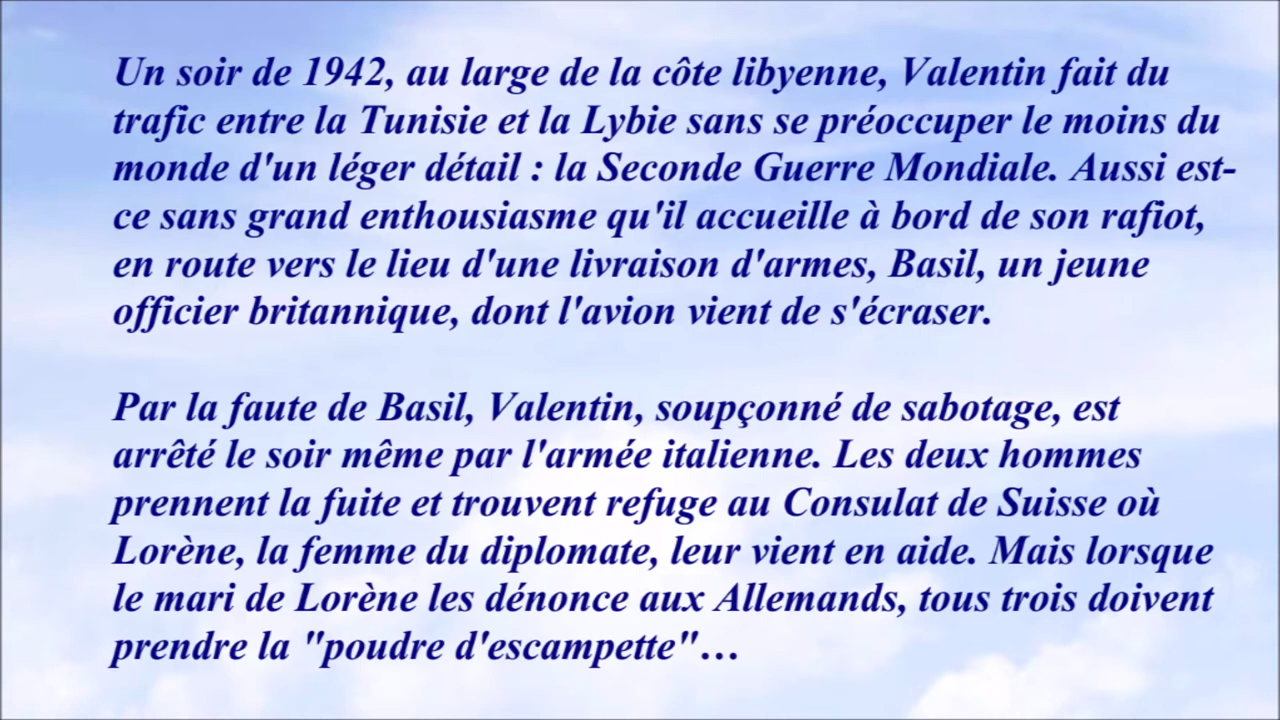 Un soir de 1942, au large de la côte libyenne, Valentin fait du
trafic entre la Tunisie et la Lybie sans se préoccuper le moins du
monde d'un léger détail : la Seconde Guerre Mondiale. Aussi est-
ce sans grand enthousiasme qu'il accueille à bord de son rafiot,
en route vers le lieu d'une livraison d'armes, Basil, un jeune
officier britannique, dont l'avion vient de s'écraser.
Par la faute de Basil, Valentin, soupçonné de sabotage, est
arrêté le soir même par l'armée italienne. Les deux hommes
prennent la fuite et trouvent refuge au Consulat de Suisse où
Lorène, la femme du diplomate, leur vient en aide. Mais lorsque
le mari de Lorène les dénonce aux Allemands, tous trois doivent
prendre la "poudre d'escampette"…